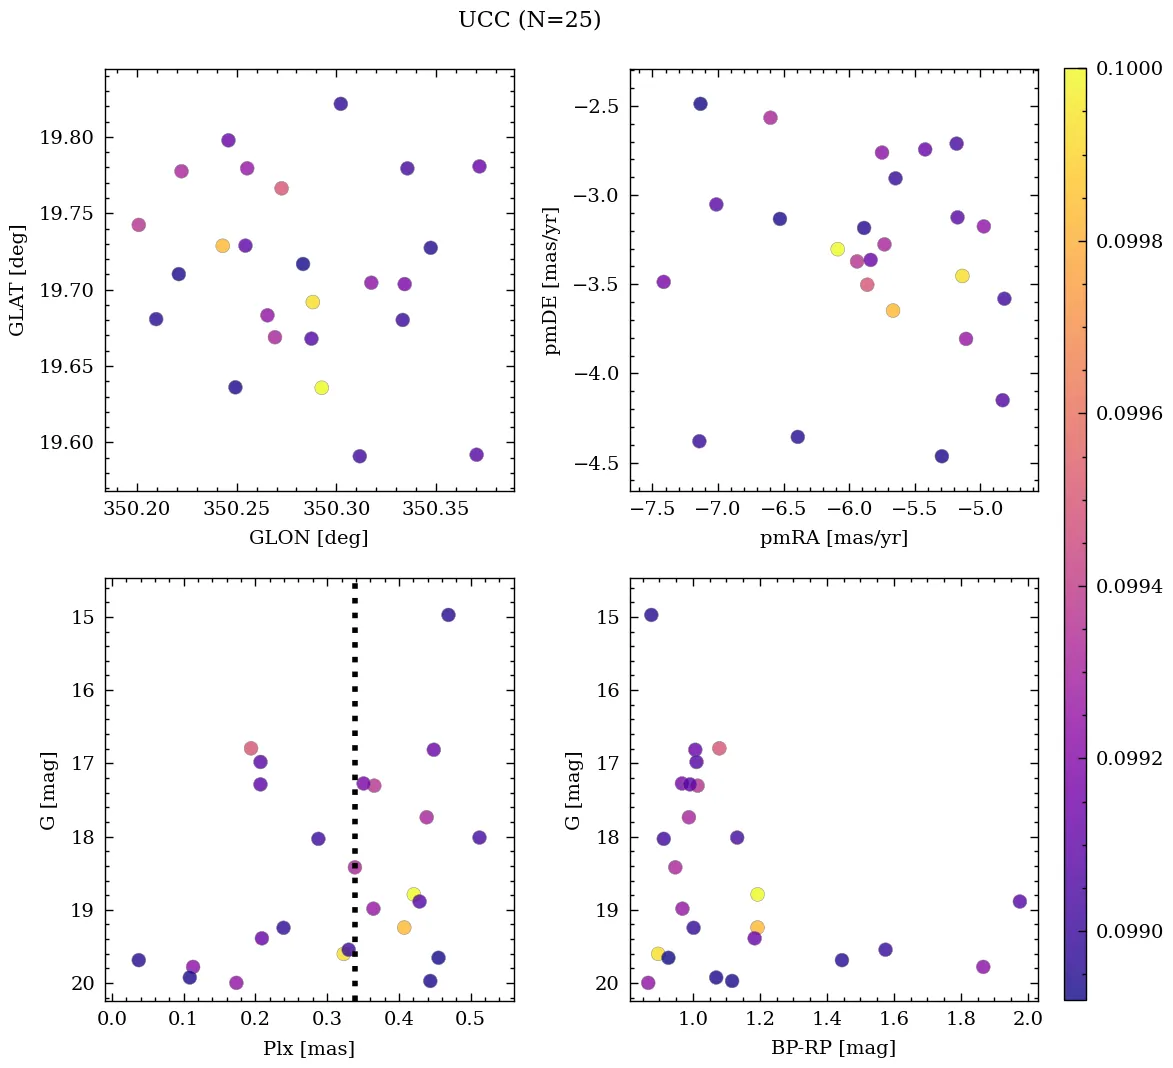 UCC (N=25)
19.80
19.75
19.70
19.65
19.60
GLAT [deg]
350.20 350.25 350.30 350.35
GLON [deg]
−2.5
−3.0
−3.5
−4.0
−4.5
pmDE [mas/yr]
−7.5 −7.0 −6.5 −6.0 −5.5 −5.0
pmRA [mas/yr]
15
16
17
18
19
20
G [mag]
0.0 0.1 0.2 0.3 0.4 0.5
Plx [mas]
15
16
17
18
19
20
G [mag]
1.0 1.2 1.4 1.6 1.8 2.0
BP-RP [mag]
0.1000
0.0998
0.0996
0.0994
0.0992
0.0990